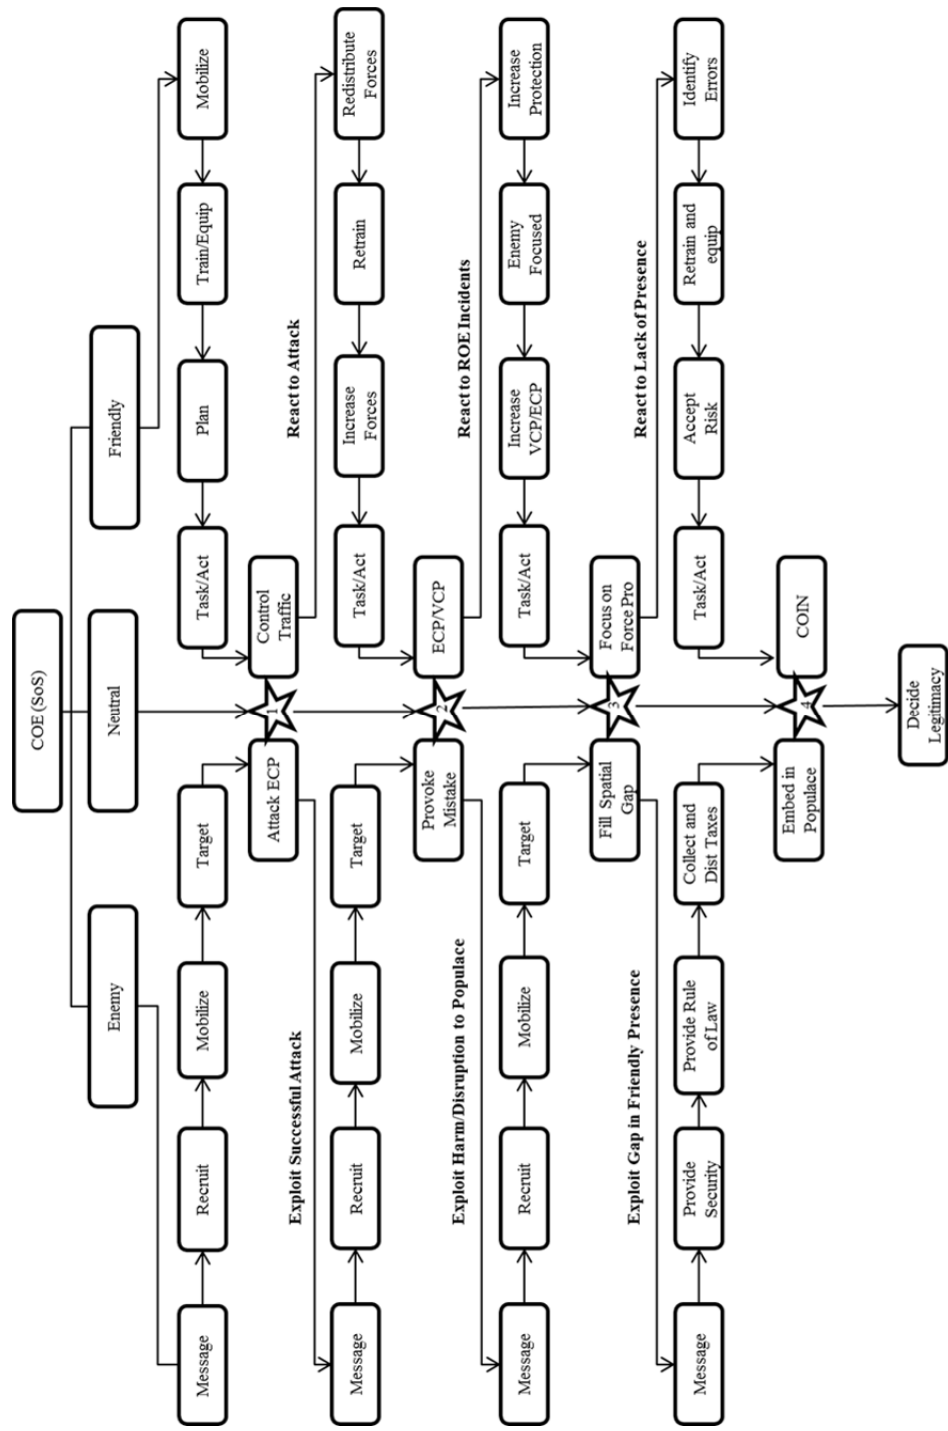 COE (SoS)
Enemy
Neutral
Friendly
Message
Recruit
Mobilize
Target
Task/Act
Plan
Train/Equip
Mobilize
Attack ECP
1
Control
Traffic
Exploit Successful Attack
React to Attack
Message
Recruit
Mobilize
Target
Task/Act
Increase
Forces
Retrain
Redistribute
Forces
Provoke
Mistake
2
ECP/VCP
Exploit Harm/Disruption to Populace
React to ROE Incidents
Message
Recruit
Mobilize
Target
Task/Act
Increase
VCP/ECP
Enemy
Focused
Increase
Protection
Fill Spatial
Gap
3
Focus on
Force Pro
Exploit Gap in Friendly Presence
React to Lack of Presence
Message
Provide
Security
Provide Rule
of Law
Collect and
Dist Taxes
Task/Act
Accept
Risk
Retrain and
equip
Identify
Errors
Embed in
Populace
4
COIN
Decide
Legitimacy